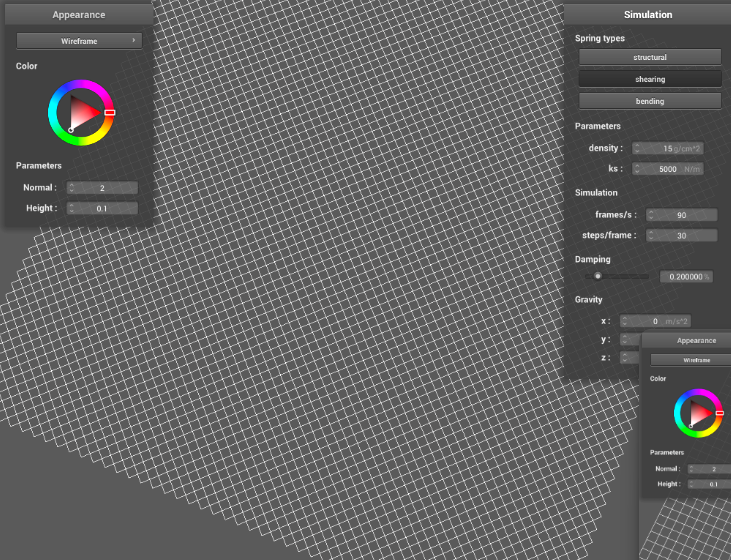 Appearance
Wireframe
Color
Parameters
Normal : 2
Height : 0.1
Simulation
Spring types
structural
shearing
bending
Parameters
density : 15 g/cm^2
ks : 5000 N/m
Simulation
frames/s : 90
steps/frame : 30
Damping
0.200000 %
Gravity
x : 0 m/s^2
y :
z :
Appearance
Wireframe
Color
Parameters
Normal : 2
Height : 0.1